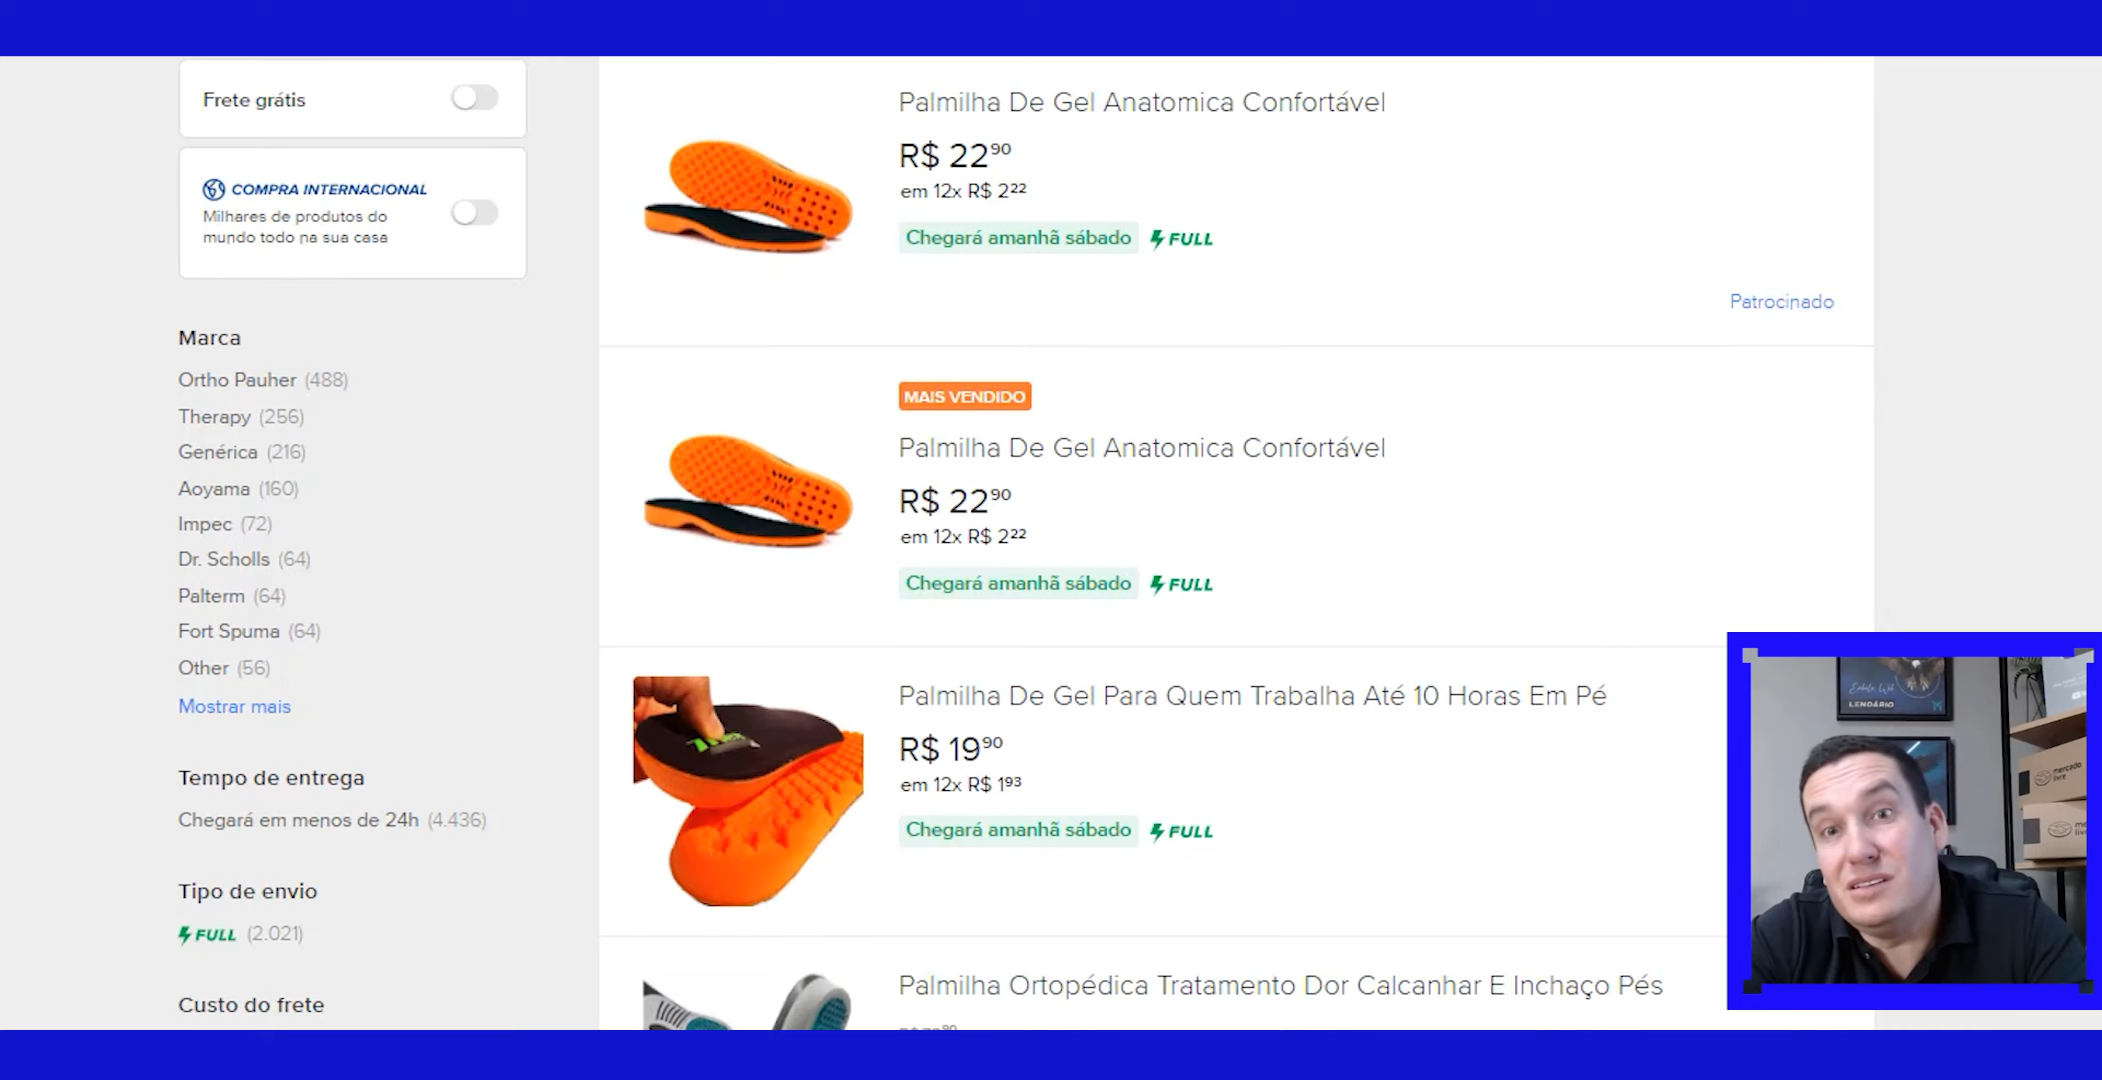 Frete grátis
COMPRA INTERNACIONAL
Milhares de produtos do
mundo todo na sua casa
Marca
Ortho Pauher (488)
Therapy (256)
Genérica (216)
Aoyama (160)
Impec (72)
Dr. Scholls (64)
Palterm (64)
Fort Spuma (64)
Other (56)
Mostrar mais
Tempo de entrega
Chegará em menos de 24h (4.436)
Tipo de envio
FULL (2.021)
Custo do frete
Palmilha De Gel Anatomica Confortável
R$ 22⁹⁰
em 12x R$ 2²²
Chegará amanhã sábado FULL
Patrocinado
MAIS VENDIDO
Palmilha De Gel Anatomica Confortável
R$ 22⁹⁰
em 12x R$ 2²²
Chegará amanhã sábado FULL
Palmilha De Gel Para Quem Trabalha Até 10 Horas Em Pé
R$ 19⁹⁰
em 12x R$ 1⁹³
Chegará amanhã sábado FULL
Palmilha Ortopédica Tratamento Dor Calcanhar E Inchaço Pés
LENDÁRIO
mercado
livre